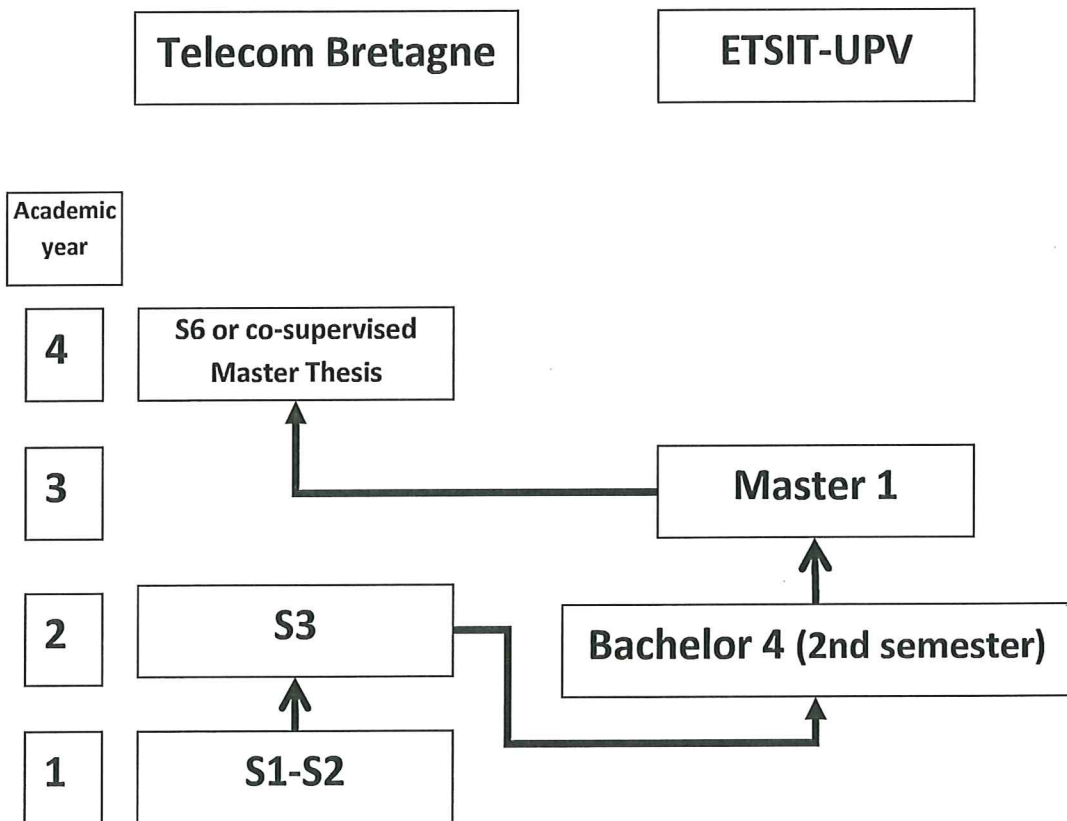 Telecom Bretagne
ETSIT-UPV
Academic
year
4
S6 or co-supervised
Master Thesis
3
Master 1
2
S3
Bachelor 4 (2nd semester)
1
S1-S2